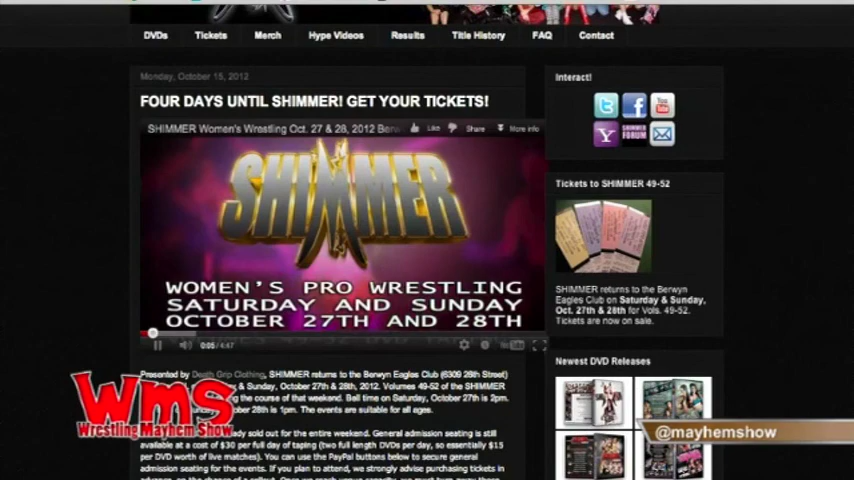 DVDs Tickets Merch Hype Videos Results Title History FAQ Contact
Monday, October 15, 2012
FOUR DAYS UNTIL SHIMMER! GET YOUR TICKETS!
SHIMMER Women's Wrestling Oct. 27 & 28, 2012 Berw
Like Share More info
SHIMMER
WOMEN'S PRO WRESTLING
SATURDAY AND SUNDAY
OCTOBER 27TH AND 28TH
0:05 / 4:47
You
Presented by Death Grip Clothing, SHIMMER returns to the Berwyn Eagles Club (6309 26th Street)
& Sunday, October 27th & 28th, 2012. Volumes 49-52 of the SHIMMER
the course of that weekend. Bell time on Saturday, October 27th is 2pm.
28th is 1pm. The events are suitable for all ages.
sold out for the entire weekend. General admission seating is still
available at a cost of $30 per full day of taping (two full length DVDs per day, so essentially $15
per DVD worth of live matches). You can use the PayPal buttons below to secure general
admission seating for the events. If you plan to attend, we strongly advise purchasing tickets in
Interact!
You
SHIMMER
FORUM
Tickets to SHIMMER 49-52
SHIMMER returns to the Berwyn
Eagles Club on Saturday & Sunday,
Oct. 27th & 28th for Vols. 49-52.
Tickets are now on sale.
Newest DVD Releases
WMS
Wrestling Mayhem Show
@mayhemshow